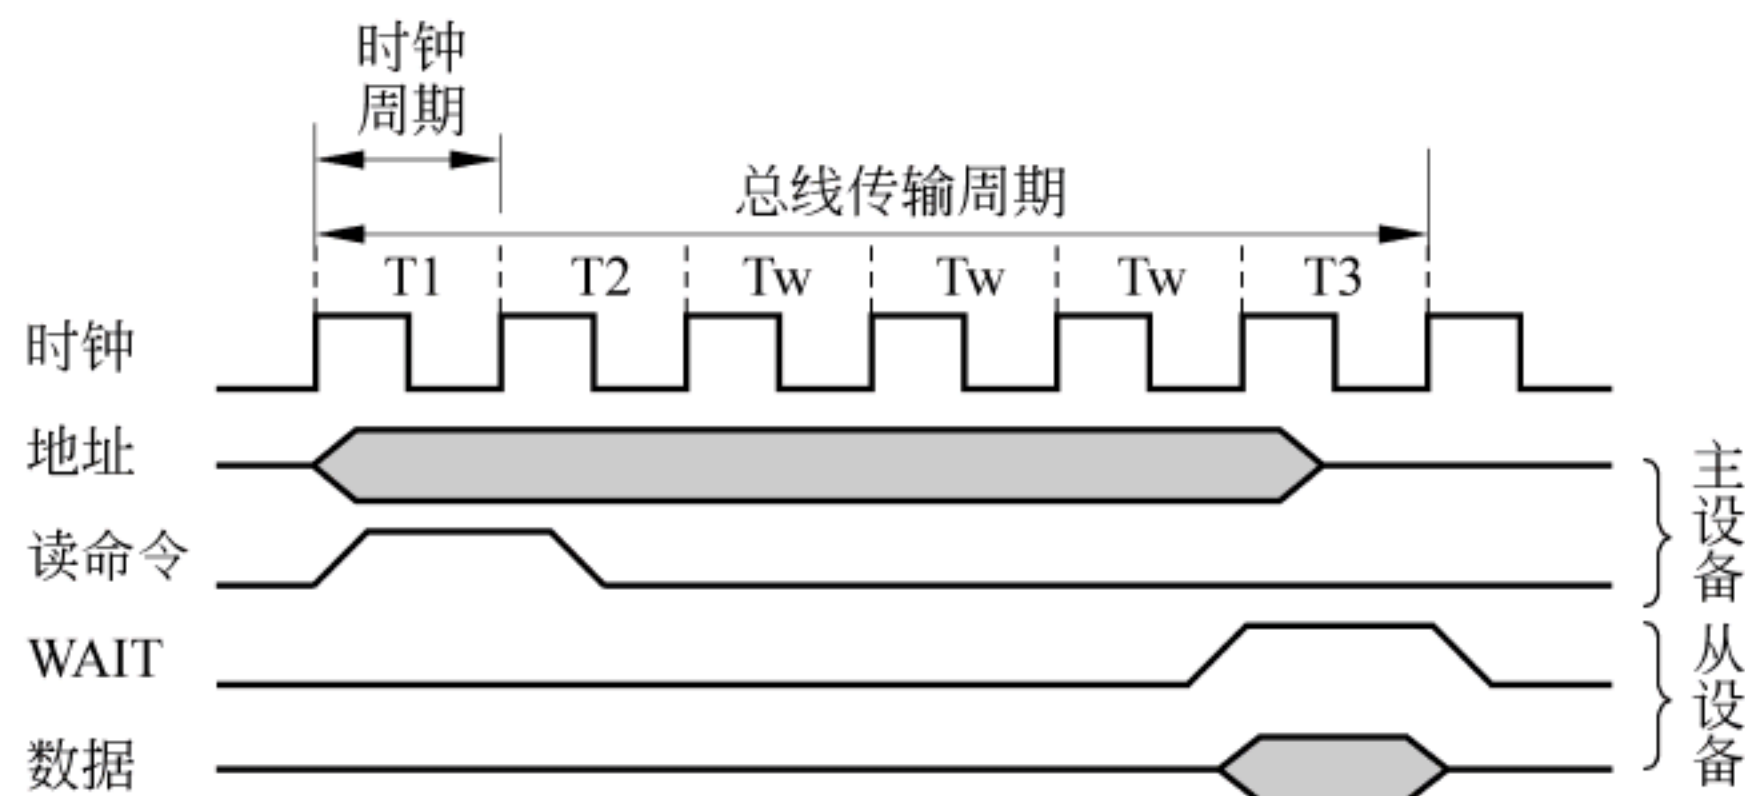 时钟
周期
总线传输周期
T1 T2 Tw Tw Tw T3
时钟
地址
读命令
WAIT
数据
主设备
从设备